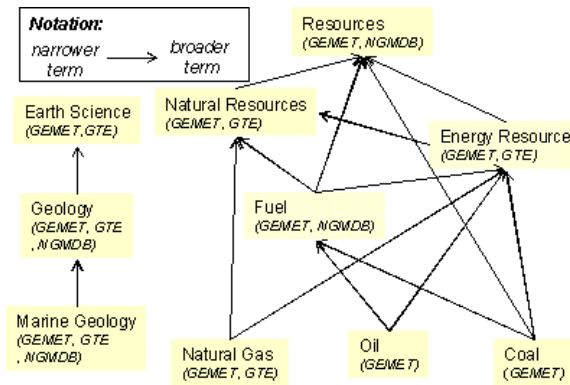 Notation:
narrower term
broader term
Resources
(GEMET, NGMDB)
Natural Resources
(GEMET, GTE)
Earth Science
(GEMET,GTE)
Energy Resource
(GEMET,GTE)
Geology
(GEMET, GTE
,NGMDB)
Fuel
(GEMET, NGMDB)
Marine Geology
(GEMET, GTE
,NGMDB)
Natural Gas
(GEMET, GTE)
Oil
(GEMET)
Coal
(GEMET)